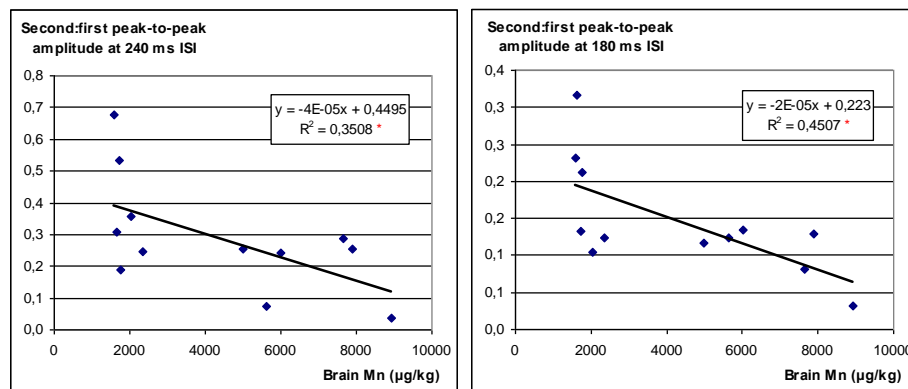 Second:first peak-to-peak
amplitude at 240 ms ISI
0,8
0,7
0,6
0,5
0,4
0,3
0,2
0,1
0,0
y = -4E-05x + 0,4495
R² = 0,3508 *
0 2000 4000 6000 8000 10000
Brain Mn (µg/kg)
Second:first peak-to-peak
amplitude at 180 ms ISI
0,4
0,3
0,3
0,2
0,2
0,1
0,1
0,0
y = -2E-05x + 0,223
R² = 0,4507 *
0 2000 4000 6000 8000 10000
Brain Mn (µg/kg)